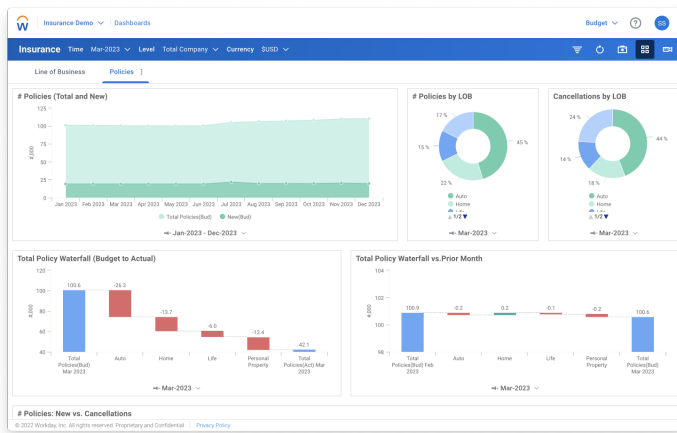 Insurance Demo Dashboards Budget ? SS
Insurance Time Mar-2023 Level Total Company Currency $USD
Line of Business Policies
# Policies (Total and New)
125
100
75
50
25
0
#,000
Jan 2023 Feb 2023 Mar 2023 Apr 2023 May 2023 Jun 2023 Jul 2023 Aug 2023 Sep 2023 Oct 2023 Nov 2023 Dec 2023
Total Policies(Bud) New(Bud)
Jan-2023 - Dec-2023
# Policies by LOB
17 %
45 %
15 %
22 %
Auto
Home
1/2
Mar-2023
Cancellations by LOB
24 %
44 %
14 %
18 %
Auto
Home
1/2
Mar-2023
Total Policy Waterfall (Budget to Actual)
120
100
80
60
40
#,000
100.6
-26.3
-13.7
-6.0
-12.4
42.1
Total Policies(Bud) Mar 2023
Auto
Home
Life
Personal Property
Total Policies(Act) Mar 2023
Mar-2023
Total Policy Waterfall vs.Prior Month
104
102
100
98
#,000
100.9
-0.2
0.2
-0.1
-0.2
100.6
Total Policies(Bud) Feb 2023
Auto
Home
Life
Personal Property
Total Policies(Bud) Mar 2023
Mar-2023
# Policies: New vs. Cancellations
© 2022 Workday, Inc. All rights reserved Proprietary and Confidential Privacy Policy